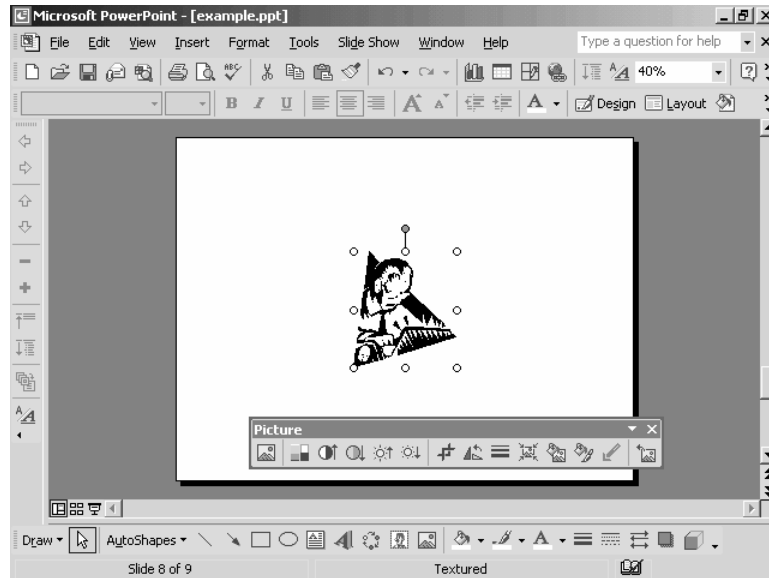 Microsoft PowerPoint - [example.ppt]
File Edit View Insert Format Tools Slide Show Window Help Type a question for help
ABC 40%
B I U A A A Design Layout
Picture
Draw AutoShapes A
Slide 8 of 9 Textured